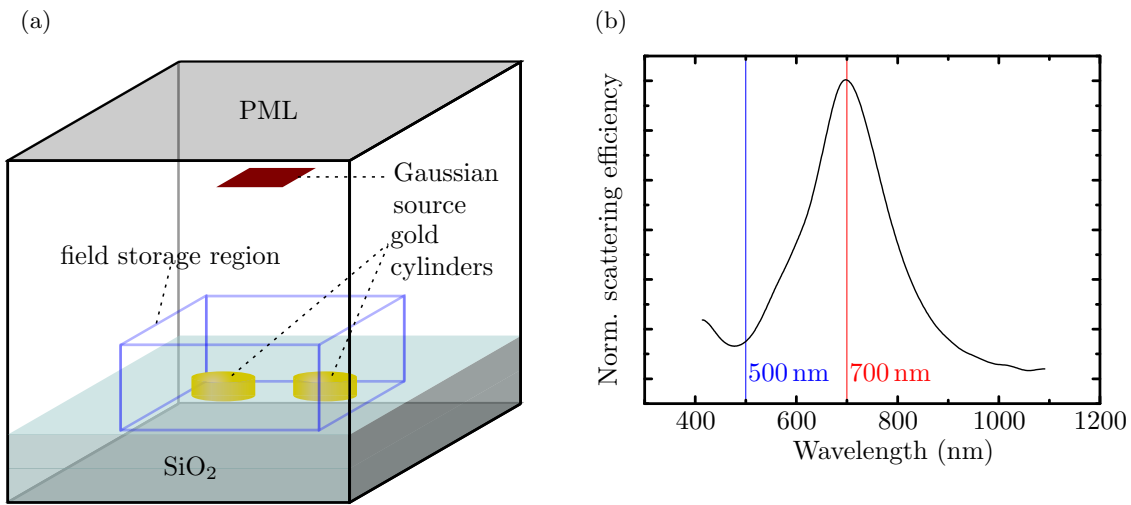 (a)
PML
Gaussian
source
gold
cylinders
field storage region
SiO₂
(b)
Norm. scattering efficiency
500 nm
700 nm
400 600 800 1000 1200
Wavelength (nm)